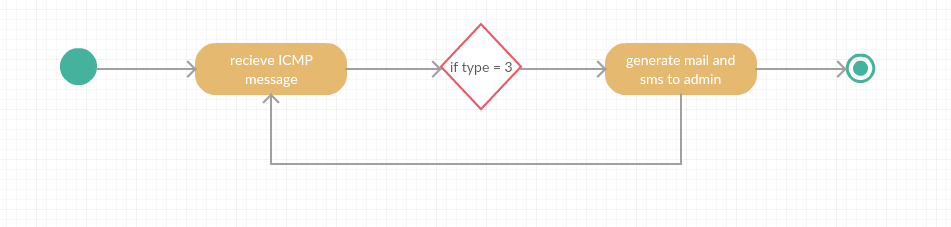 recieve ICMP
message
if type = 3
generate mail and
sms to admin